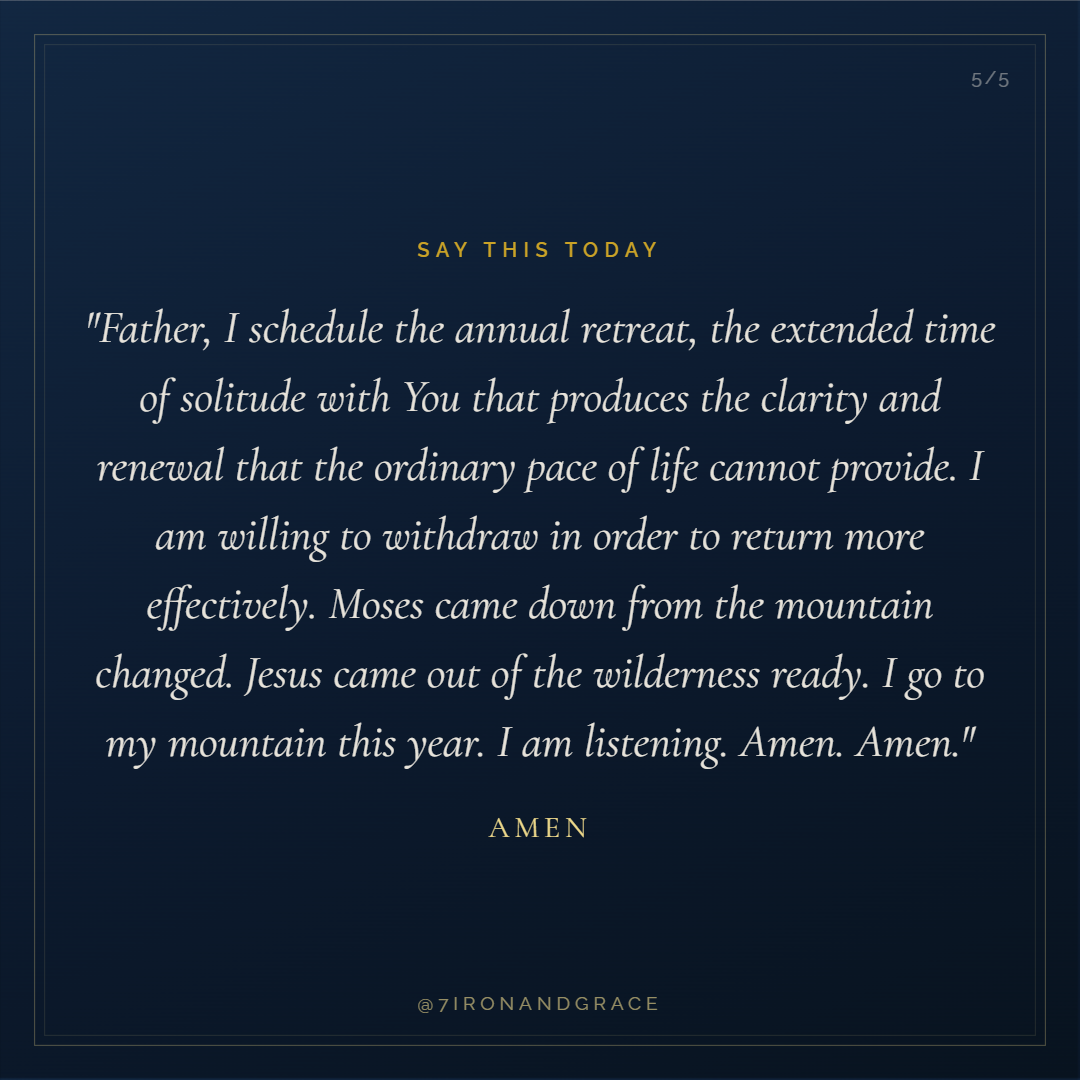 5/5
SAY THIS TODAY
"Father, I schedule the annual retreat, the extended time
of solitude with You that produces the clarity and
renewal that the ordinary pace of life cannot provide. I
am willing to withdraw in order to return more
effectively. Moses came down from the mountain
changed. Jesus came out of the wilderness ready. I go to
my mountain this year. I am listening. Amen. Amen."
AMEN
@7IRONANDGRACE